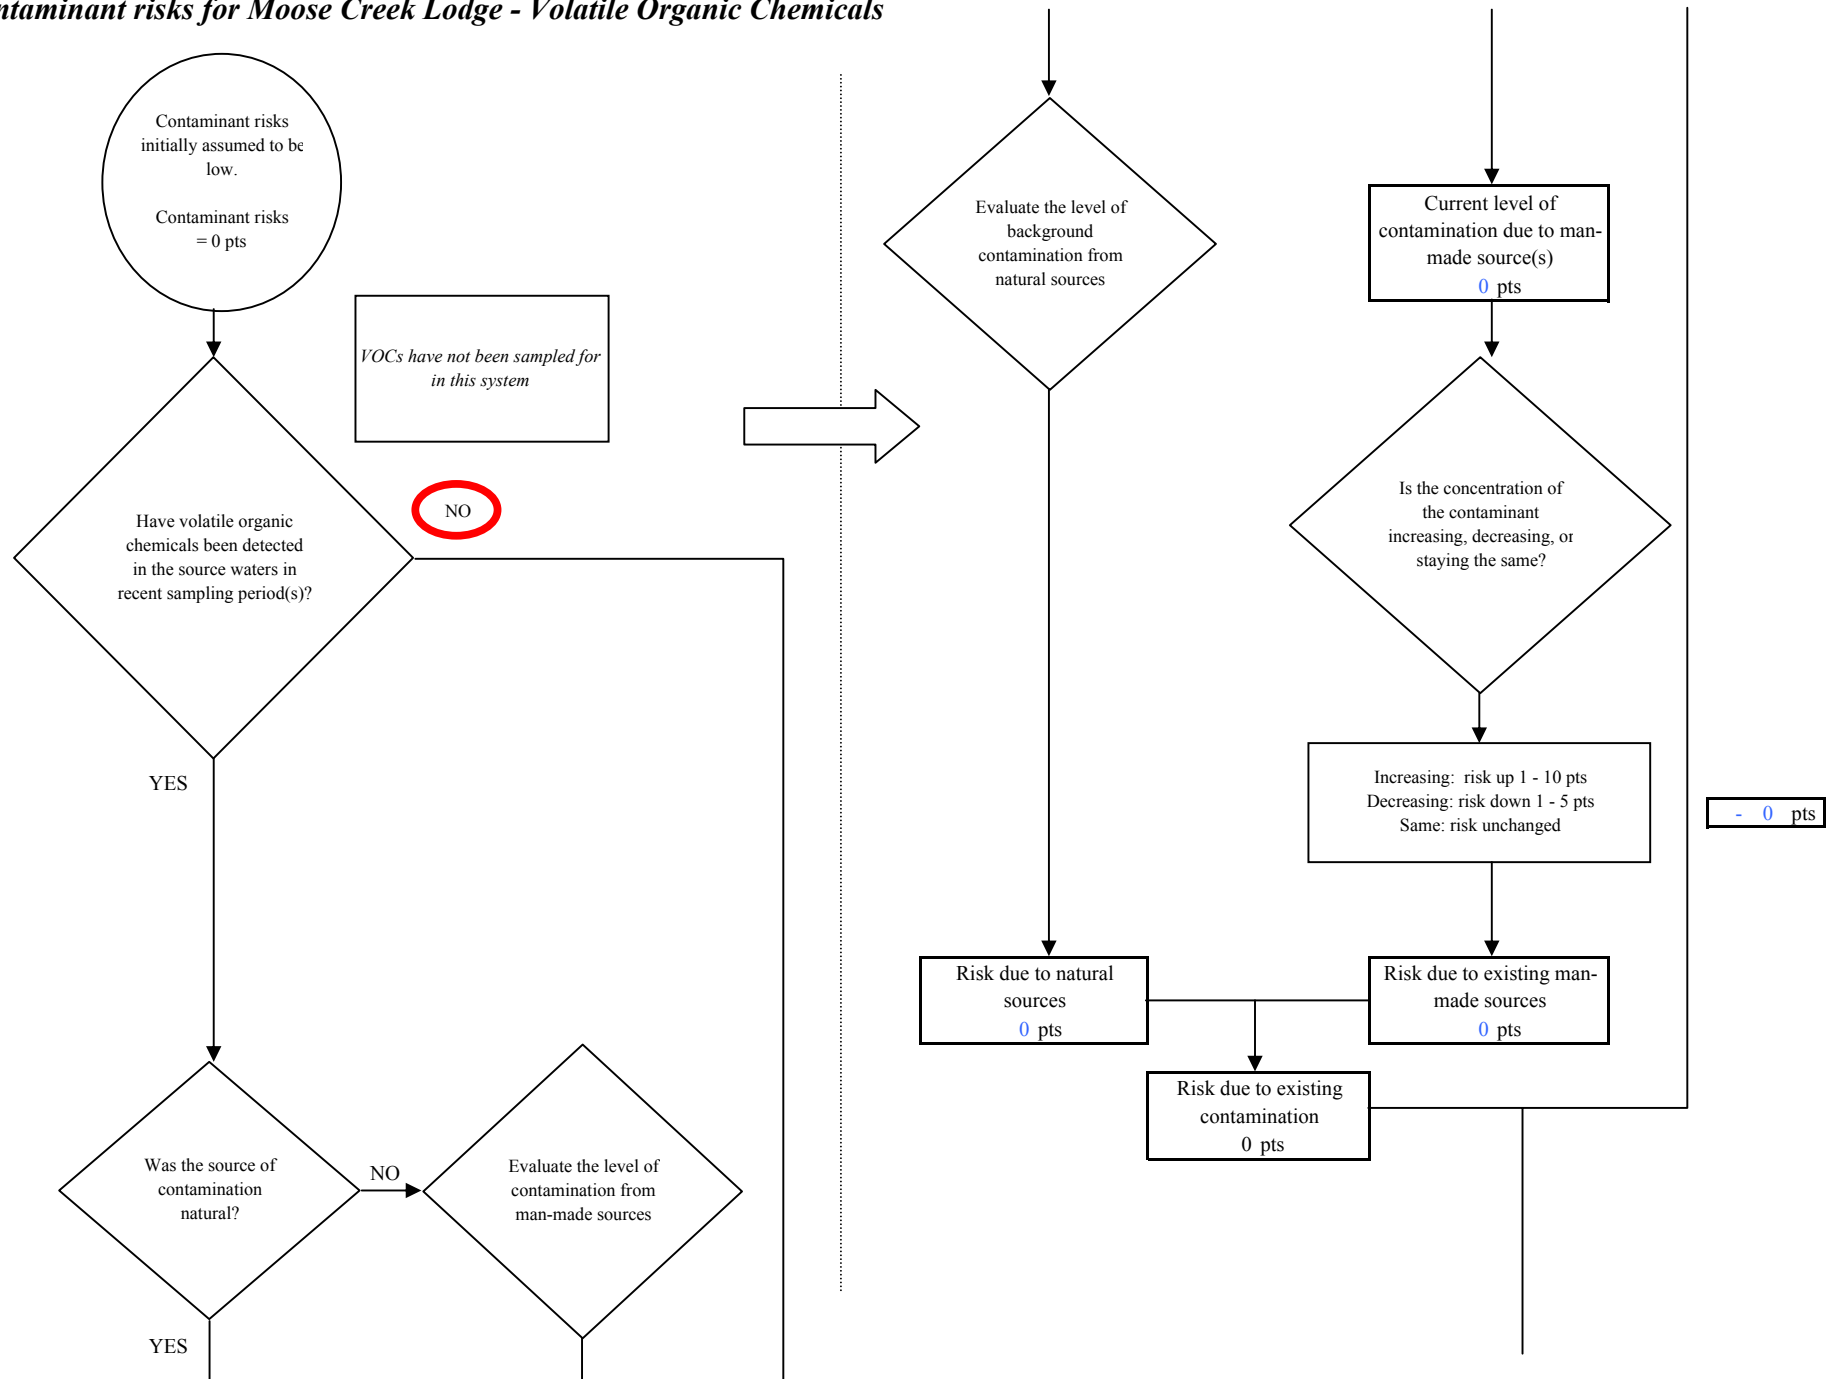 ntaminant risks for Moose Creek Lodge - Volatile Organic Chemicals
Contaminant risks
initially assumed to be
low.
Contaminant risks
= 0 pts
VOCs have not been sampled for
in this system
NO
Have volatile organic
chemicals been detected
in the source waters in
recent sampling period(s)?
YES
Was the source of
contamination
natural?
NO
Evaluate the level of
contamination from
man-made sources
YES
Evaluate the level of
background
contamination from
natural sources
Current level of
contamination due to man-
made source(s)
0 pts
Is the concentration of
the contaminant
increasing, decreasing, or
staying the same?
Increasing: risk up 1 - 10 pts
Decreasing: risk down 1 - 5 pts
Same: risk unchanged
- 0 pts
Risk due to natural
sources
0 pts
Risk due to existing man-
made sources
0 pts
Risk due to existing
contamination
0 pts